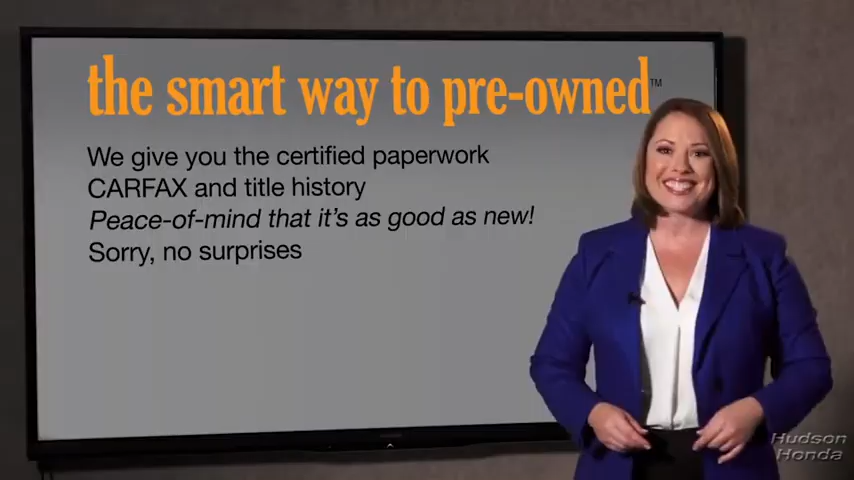 the smart way to pre-owned™
We give you the certified paperwork
CARFAX and title history
Peace-of-mind that it's as good as new!
Sorry, no surprises
Hudson
Honda